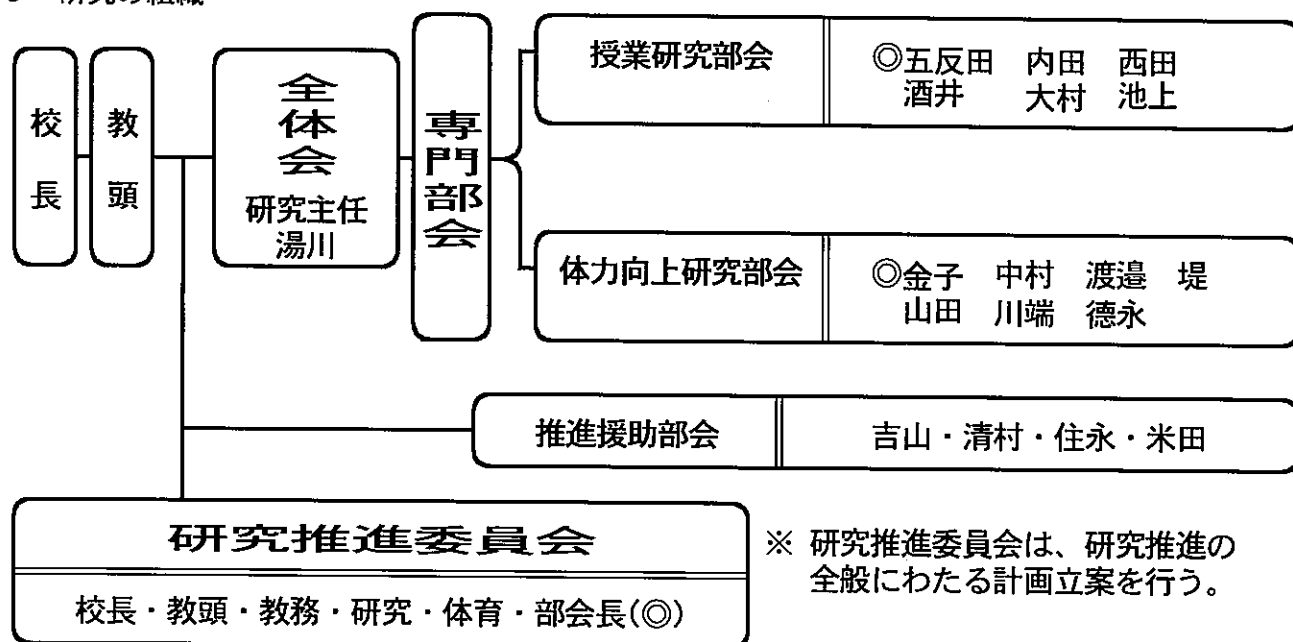 研究の組織
校長
教頭
全体会
研究主任
湯川
専門部会
授業研究部会
◎五反田 内田 西田
酒井 大村 池上
体力向上研究部会
◎金子 中村 渡邉 堤
山田 川端 德永
推進援助部会
吉山・清村・住永・米田
研究推進委員会
校長・教頭・教務・研究・体育・部会長(◎)
※ 研究推進委員会は、研究推進の
全般にわたる計画立案を行う。